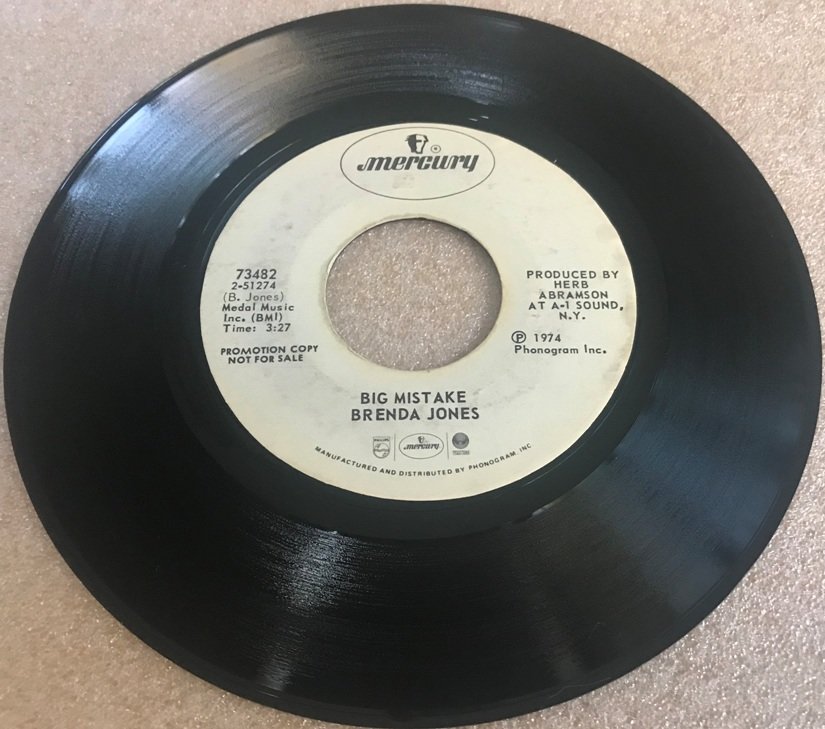 mercury
®
73482
2-51274
(B. Jones)
Medal Music
Inc. (BMI)
Time: 3:27
PROMOTION COPY
NOT FOR SALE
PRODUCED BY
HERB
ABRAMSON
AT A-1 SOUND,
N.Y.
℗ 1974
Phonogram Inc.
BIG MISTAKE
BRENDA JONES
PHILIPS
mercury
MANUFACTURED AND DISTRIBUTED BY PHONOGRAM, INC